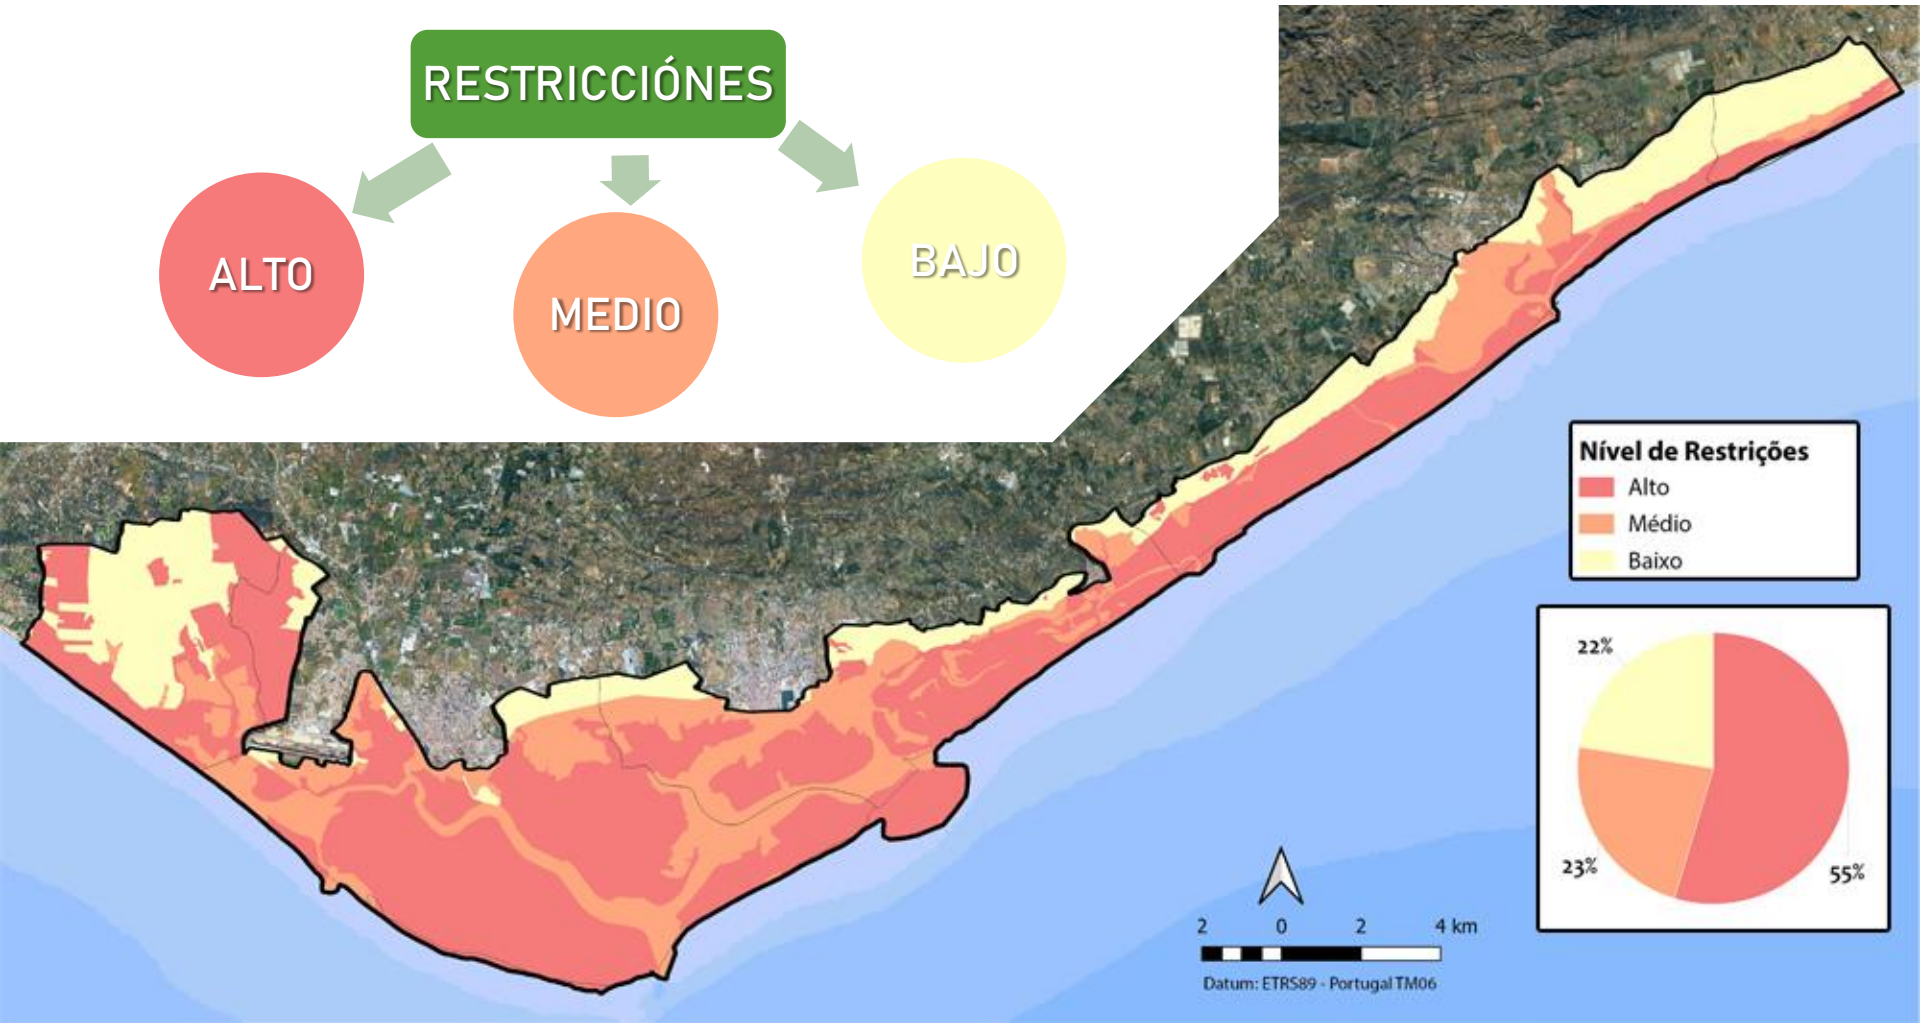 RESTRICCIÓNES
ALTO
MEDIO
BAJO
Nível de Restrições
Alto
Médio
Baixo
22%
23%
55%
2 0 2 4 km
Datum: ETRS89 - Portugal TM06